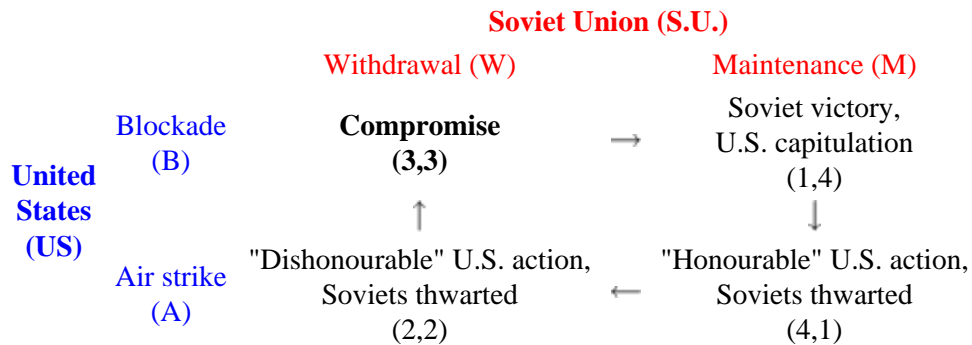 Soviet Union (S.U.)
Withdrawal (W)
Maintenance (M)
United
States
(US)
Blockade
(B)
Compromise
(3,3)
→
Soviet victory,
U.S. capitulation
(1,4)
↑
↓
Air strike
(A)
"Dishonourable" U.S. action,
Soviets thwarted
(2,2)
←
"Honourable" U.S. action,
Soviets thwarted
(4,1)